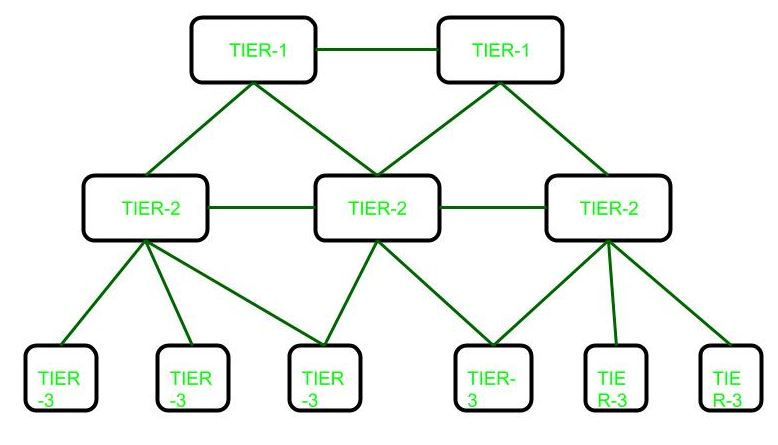 TIER-1
TIER-1
TIER-2
TIER-2
TIER-2
TIER
-3
TIER
-3
TIER
-3
TIER-
3
TIE
R-3
TIE
R-3